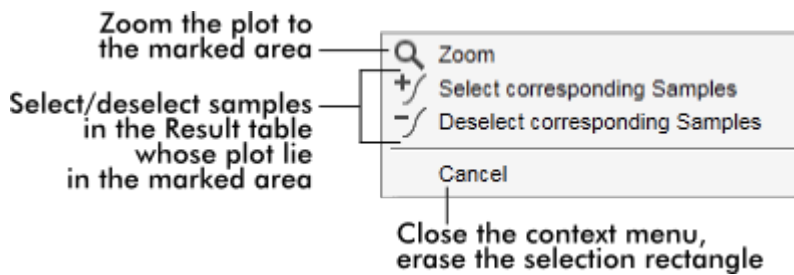 Zoom the plot to
the marked area
Zoom
Select corresponding Samples
Deselect corresponding Samples
Select/deselect samples
in the Result table
whose plot lie
in the marked area
Cancel
Close the context menu,
erase the selection rectangle